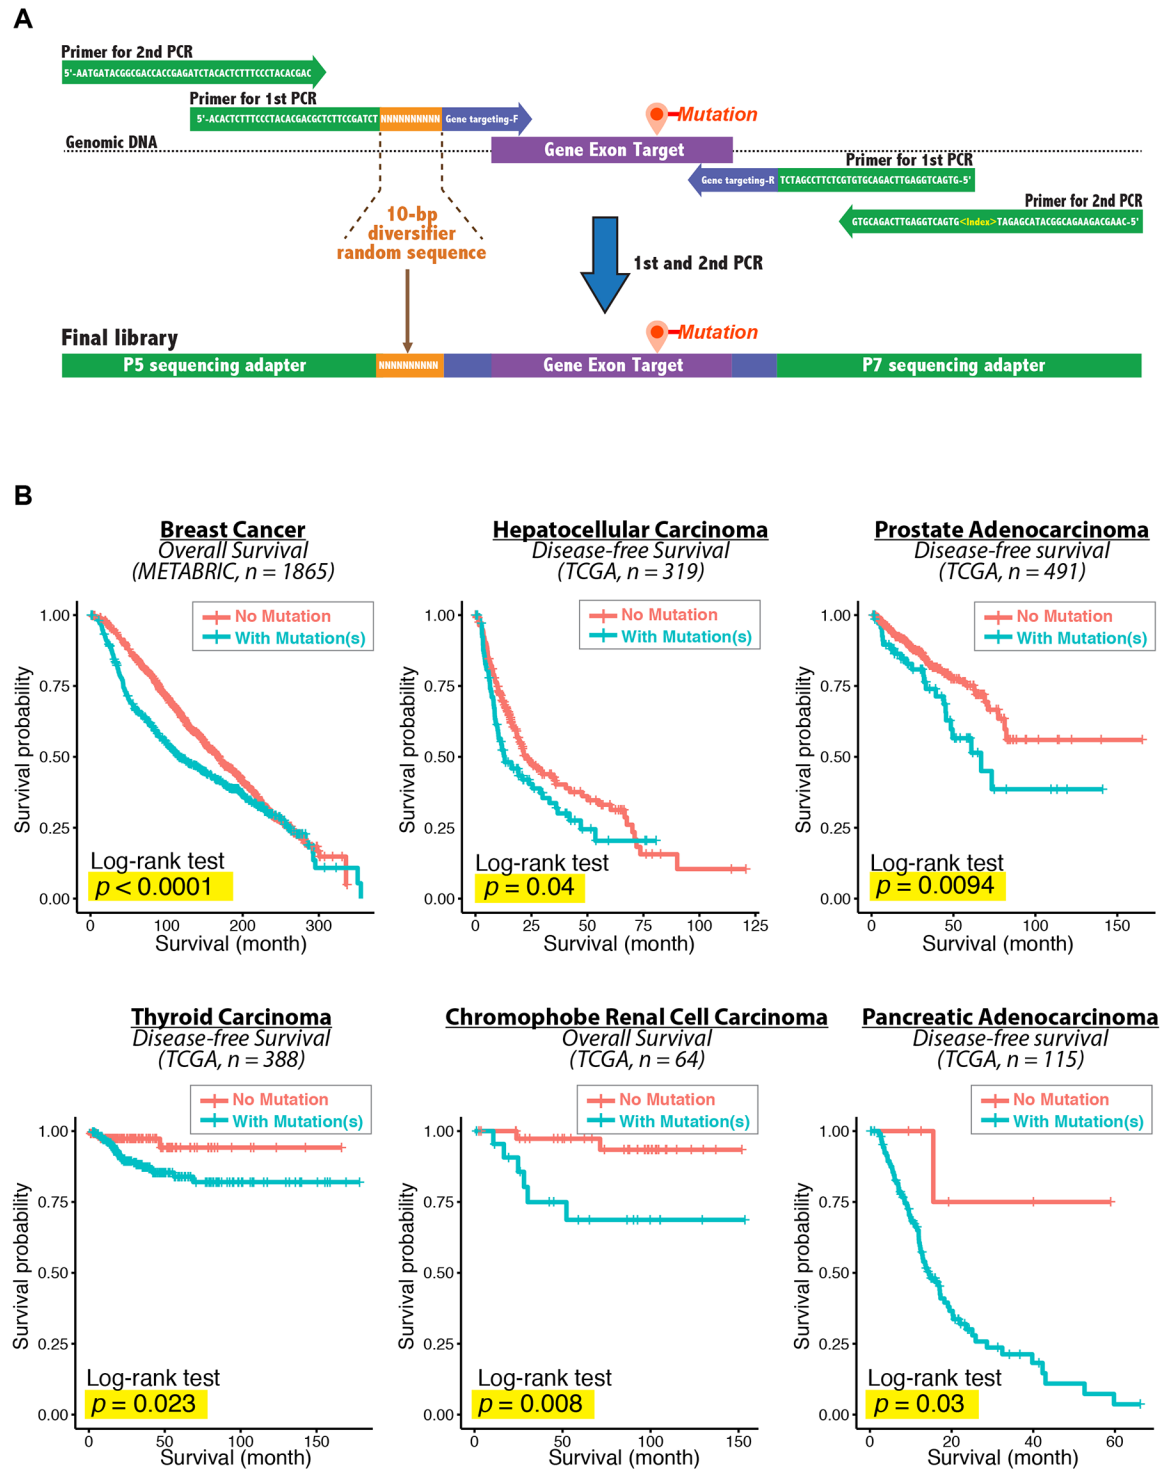 A
Primer for 2nd PCR
5'-AATGATACGGCGACCACCGAGATCTACACTCTTTCCCTACACGAC
Primer for 1st PCR
5'-ACACTCTTTCCCTACACGACGCTCTTCCGATCT NNNNNNNNNN Gene targeting-F
Mutation
Genomic DNA
Gene Exon Target
Primer for 1st PCR
Gene targeting-R TCTAGCCTTCTCGTGTGCAGACTTGAGGTCAGTG-5'
Primer for 2nd PCR
GTGCAGACTTGAGGTCAGTG<Index>TAGAGCATACGGCAGAAGACGAAC-5'
10-bp
diversifier
random sequence
1st and 2nd PCR
Final library
Mutation
P5 sequencing adapter NNNNNNNNNN Gene Exon Target P7 sequencing adapter
B
Breast Cancer
Overall Survival
(METABRIC, n = 1865)
No Mutation
With Mutation(s)
1.00
0.75
0.50
0.25
0.00
Survival probability
Log-rank test
p < 0.0001
0 100 200 300
Survival (month)
Hepatocellular Carcinoma
Disease-free Survival
(TCGA, n = 319)
No Mutation
With Mutation(s)
1.00
0.75
0.50
0.25
0.00
Survival probability
Log-rank test
p = 0.04
0 25 50 75 100 125
Survival (month)
Prostate Adenocarcinoma
Disease-free survival
(TCGA, n = 491)
No Mutation
With Mutation(s)
1.00
0.75
0.50
0.25
0.00
Survival probability
Log-rank test
p = 0.0094
0 50 100 150
Survival (month)
Thyroid Carcinoma
Disease-free Survival
(TCGA, n = 388)
No Mutation
With Mutation(s)
1.00
0.75
0.50
0.25
0.00
Survival probability
Log-rank test
p = 0.023
0 50 100 150
Survival (month)
Chromophobe Renal Cell Carcinoma
Overall Survival
(TCGA, n = 64)
No Mutation
With Mutation(s)
1.00
0.75
0.50
0.25
0.00
Survival probability
Log-rank test
p = 0.008
0 50 100 150
Survival (month)
Pancreatic Adenocarcinoma
Disease-free survival
(TCGA, n = 115)
No Mutation
With Mutation(s)
1.00
0.75
0.50
0.25
0.00
Survival probability
Log-rank test
p = 0.03
0 20 40 60
Survival (month)